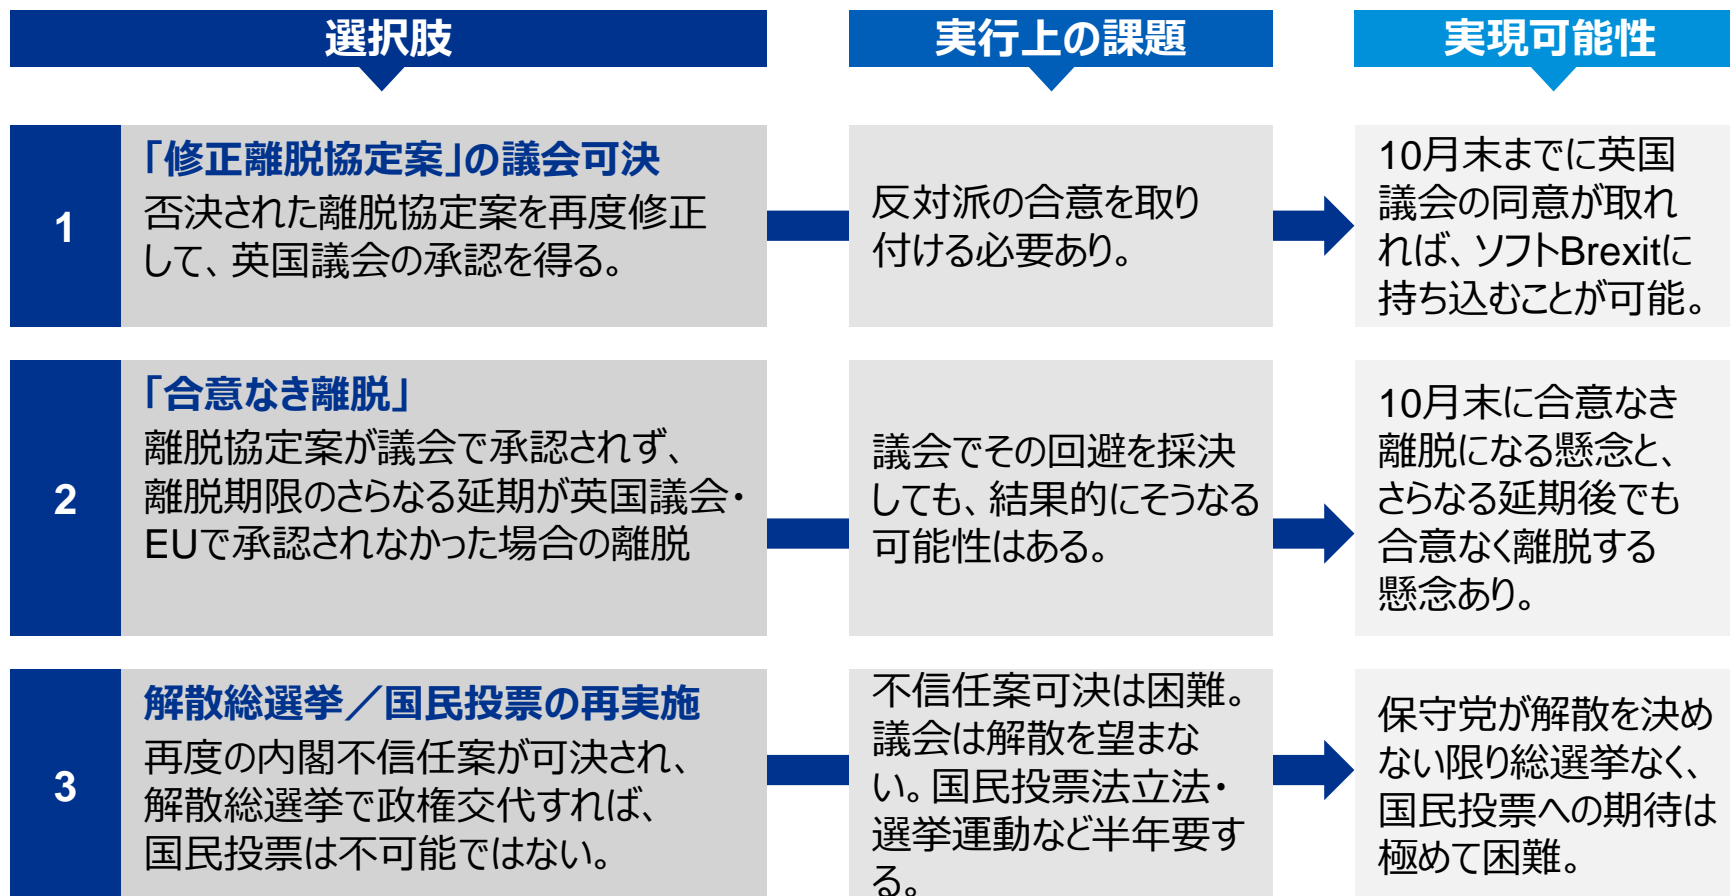 選択肢
実行上の課題
実現可能性
1
「修正離脱協定案」の議会可決
否決された離脱協定案を再度修正
して、英国議会の承認を得る。
反対派の合意を取り
付ける必要あり。
10月末までに英国
議会の同意が取れ
れば、ソフトBrexitに
持ち込むことが可能。
2
「合意なき離脱」
離脱協定案が議会で承認されず、
離脱期限のさらなる延期が英国議会・
EUで承認されなかった場合の離脱
議会でその回避を採決
しても、結果的にそうなる
可能性はある。
10月末に合意なき
離脱になる懸念と、
さらなる延期後でも
合意なく離脱する
懸念あり。
3
解散総選挙／国民投票の再実施
再度の内閣不信任案が可決され、
解散総選挙で政権交代すれば、
国民投票は不可能ではない。
不信任案可決は困難。
議会は解散を望まな
い。国民投票法立法・
選挙運動など半年要す
る。
保守党が解散を決め
ない限り総選挙なく、
国民投票への期待は
極めて困難。